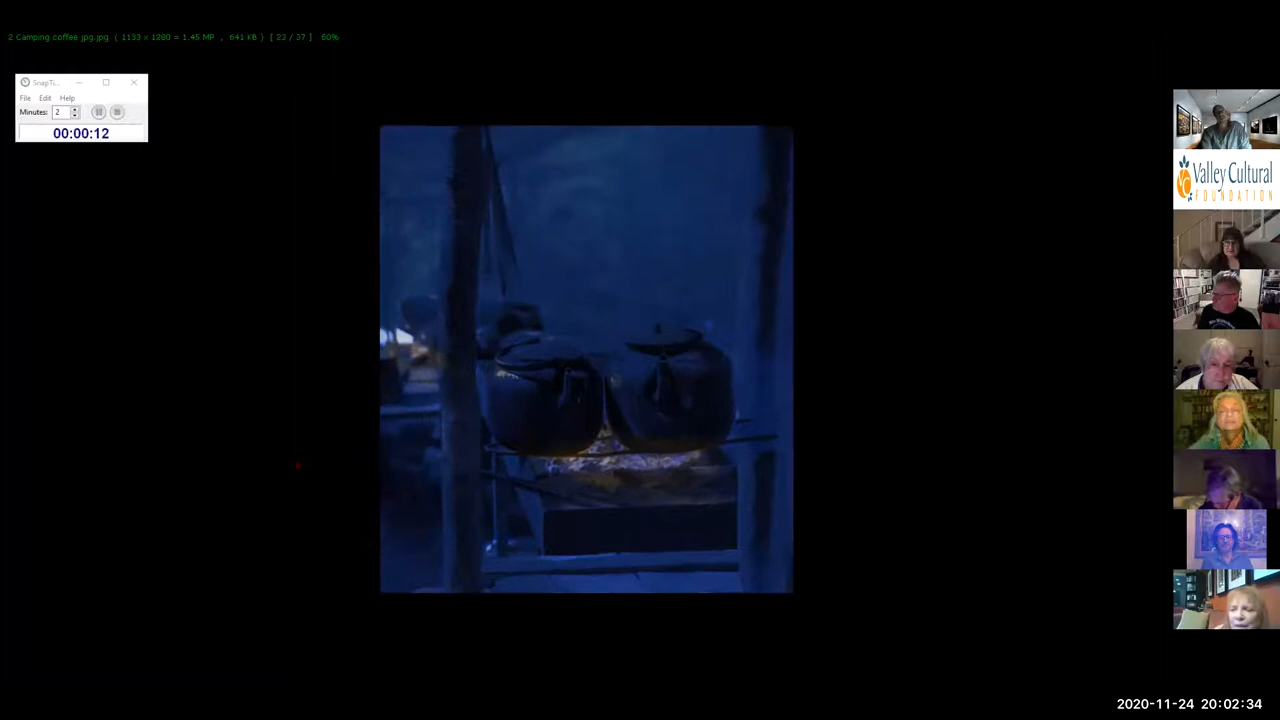 2 Camping coffee jpg.jpg ( 1133 x 1280 = 1.45 MP , 641 KB ) [ 23 / 37 ] 60%
SnapTi...
File Edit Help
Minutes: 2
00:00:12
Valley Cultural
FOUNDATION
2020-11-24 20:02:34